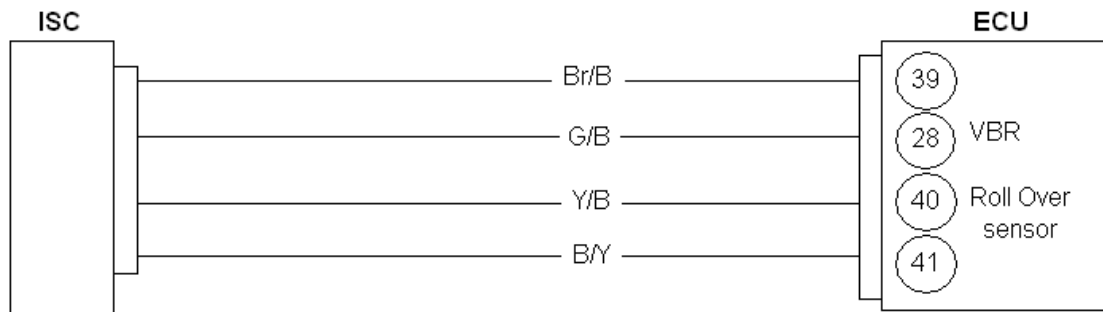 ISC
ECU
Br/B
39
G/B
28
VBR
Y/B
40
Roll Over
sensor
B/Y
41